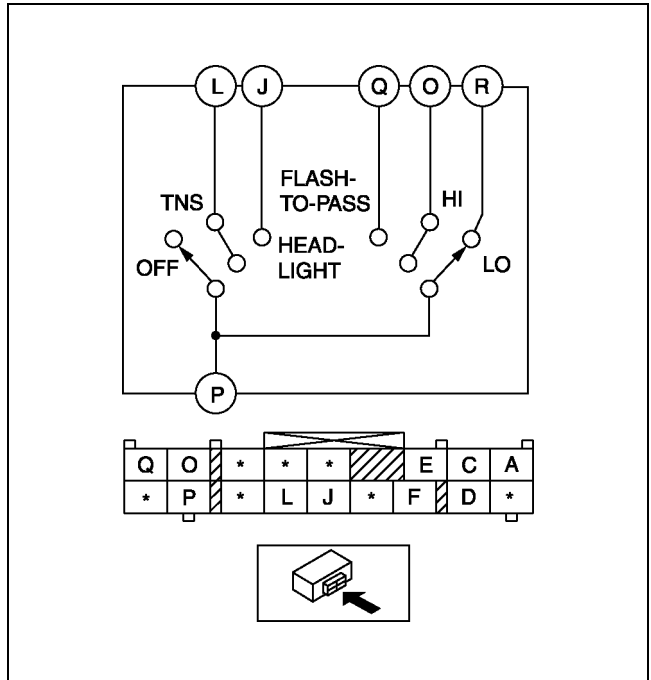 L J Q O R
FLASH-
TO-PASS
TNS
HI
HEAD-
LIGHT
OFF
LO
P
Q O * * * E C A
* P * L J * F D *